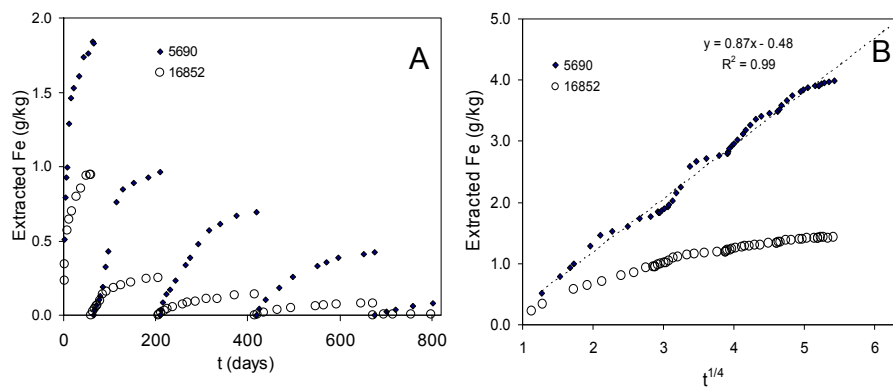 A
Extracted Fe (g/kg)
2.0
1.5
1.0
0.5
0.0
5690
16852
0 200 400 600 800
t (days)
B
Extracted Fe (g/kg)
5.0
4.0
3.0
2.0
1.0
0.0
5690
16852
y = 0.87x - 0.48
R² = 0.99
1 2 3 4 5 6
t^1/4